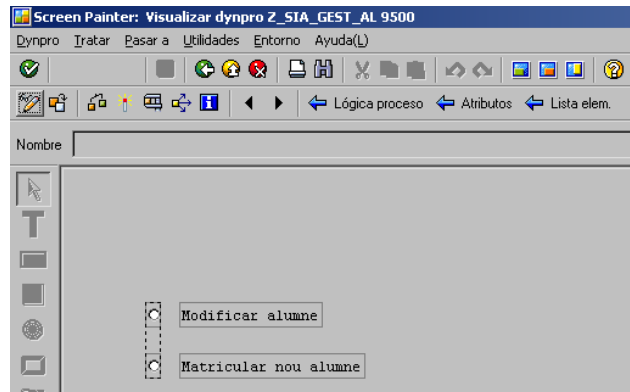 Screen Painter: Visualizar dynpro Z_SIA_GEST_AL 9500
Dynpro Tratar Pasar a Utilidades Entorno Ayuda(L)
Lógica proceso Atributos Lista elem.
Nombre
T
Modificar alumne
Matricular nou alumne